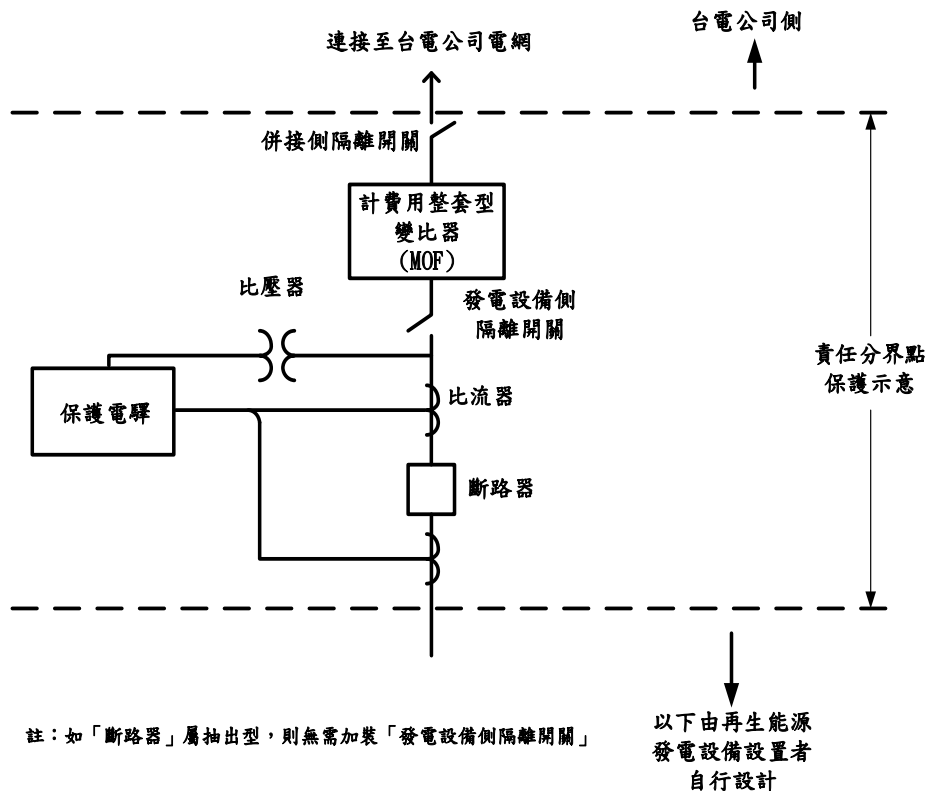 台電公司側
連接至台電公司電網
併接側隔離開關
計費用整套型
變比器
(MOF)
比壓器
發電設備側
隔離開關
責任分界點
保護示意
保護電驛
比流器
斷路器
註：如「斷路器」屬抽出型，則無需加裝「發電設備側隔離開關」
以下由再生能源
發電設備設置者
自行設計